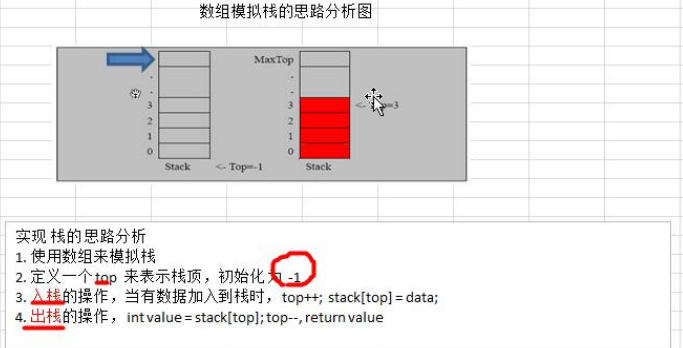 数组模拟栈的思路分析图
MaxTop
3 3 <- Top=3
2 2
1 1
0 0
Stack <- Top=-1 Stack
实现 栈的思路分析
1. 使用数组来模拟栈
2. 定义一个 top 来表示栈顶，初始化 为 -1
3. 入栈的操作，当有数据加入到栈时， top++; stack[top] = data;
4. 出栈的操作， int value = stack[top]; top--, return value